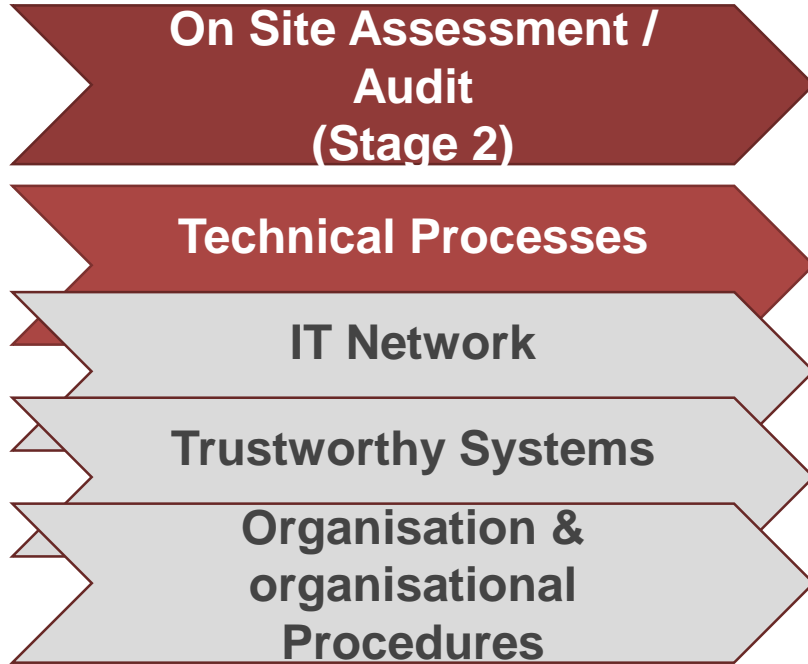 On Site Assessment /
Audit
(Stage 2)
Technical Processes
IT Network
Trustworthy Systems
Organisation &
organisational
Procedures